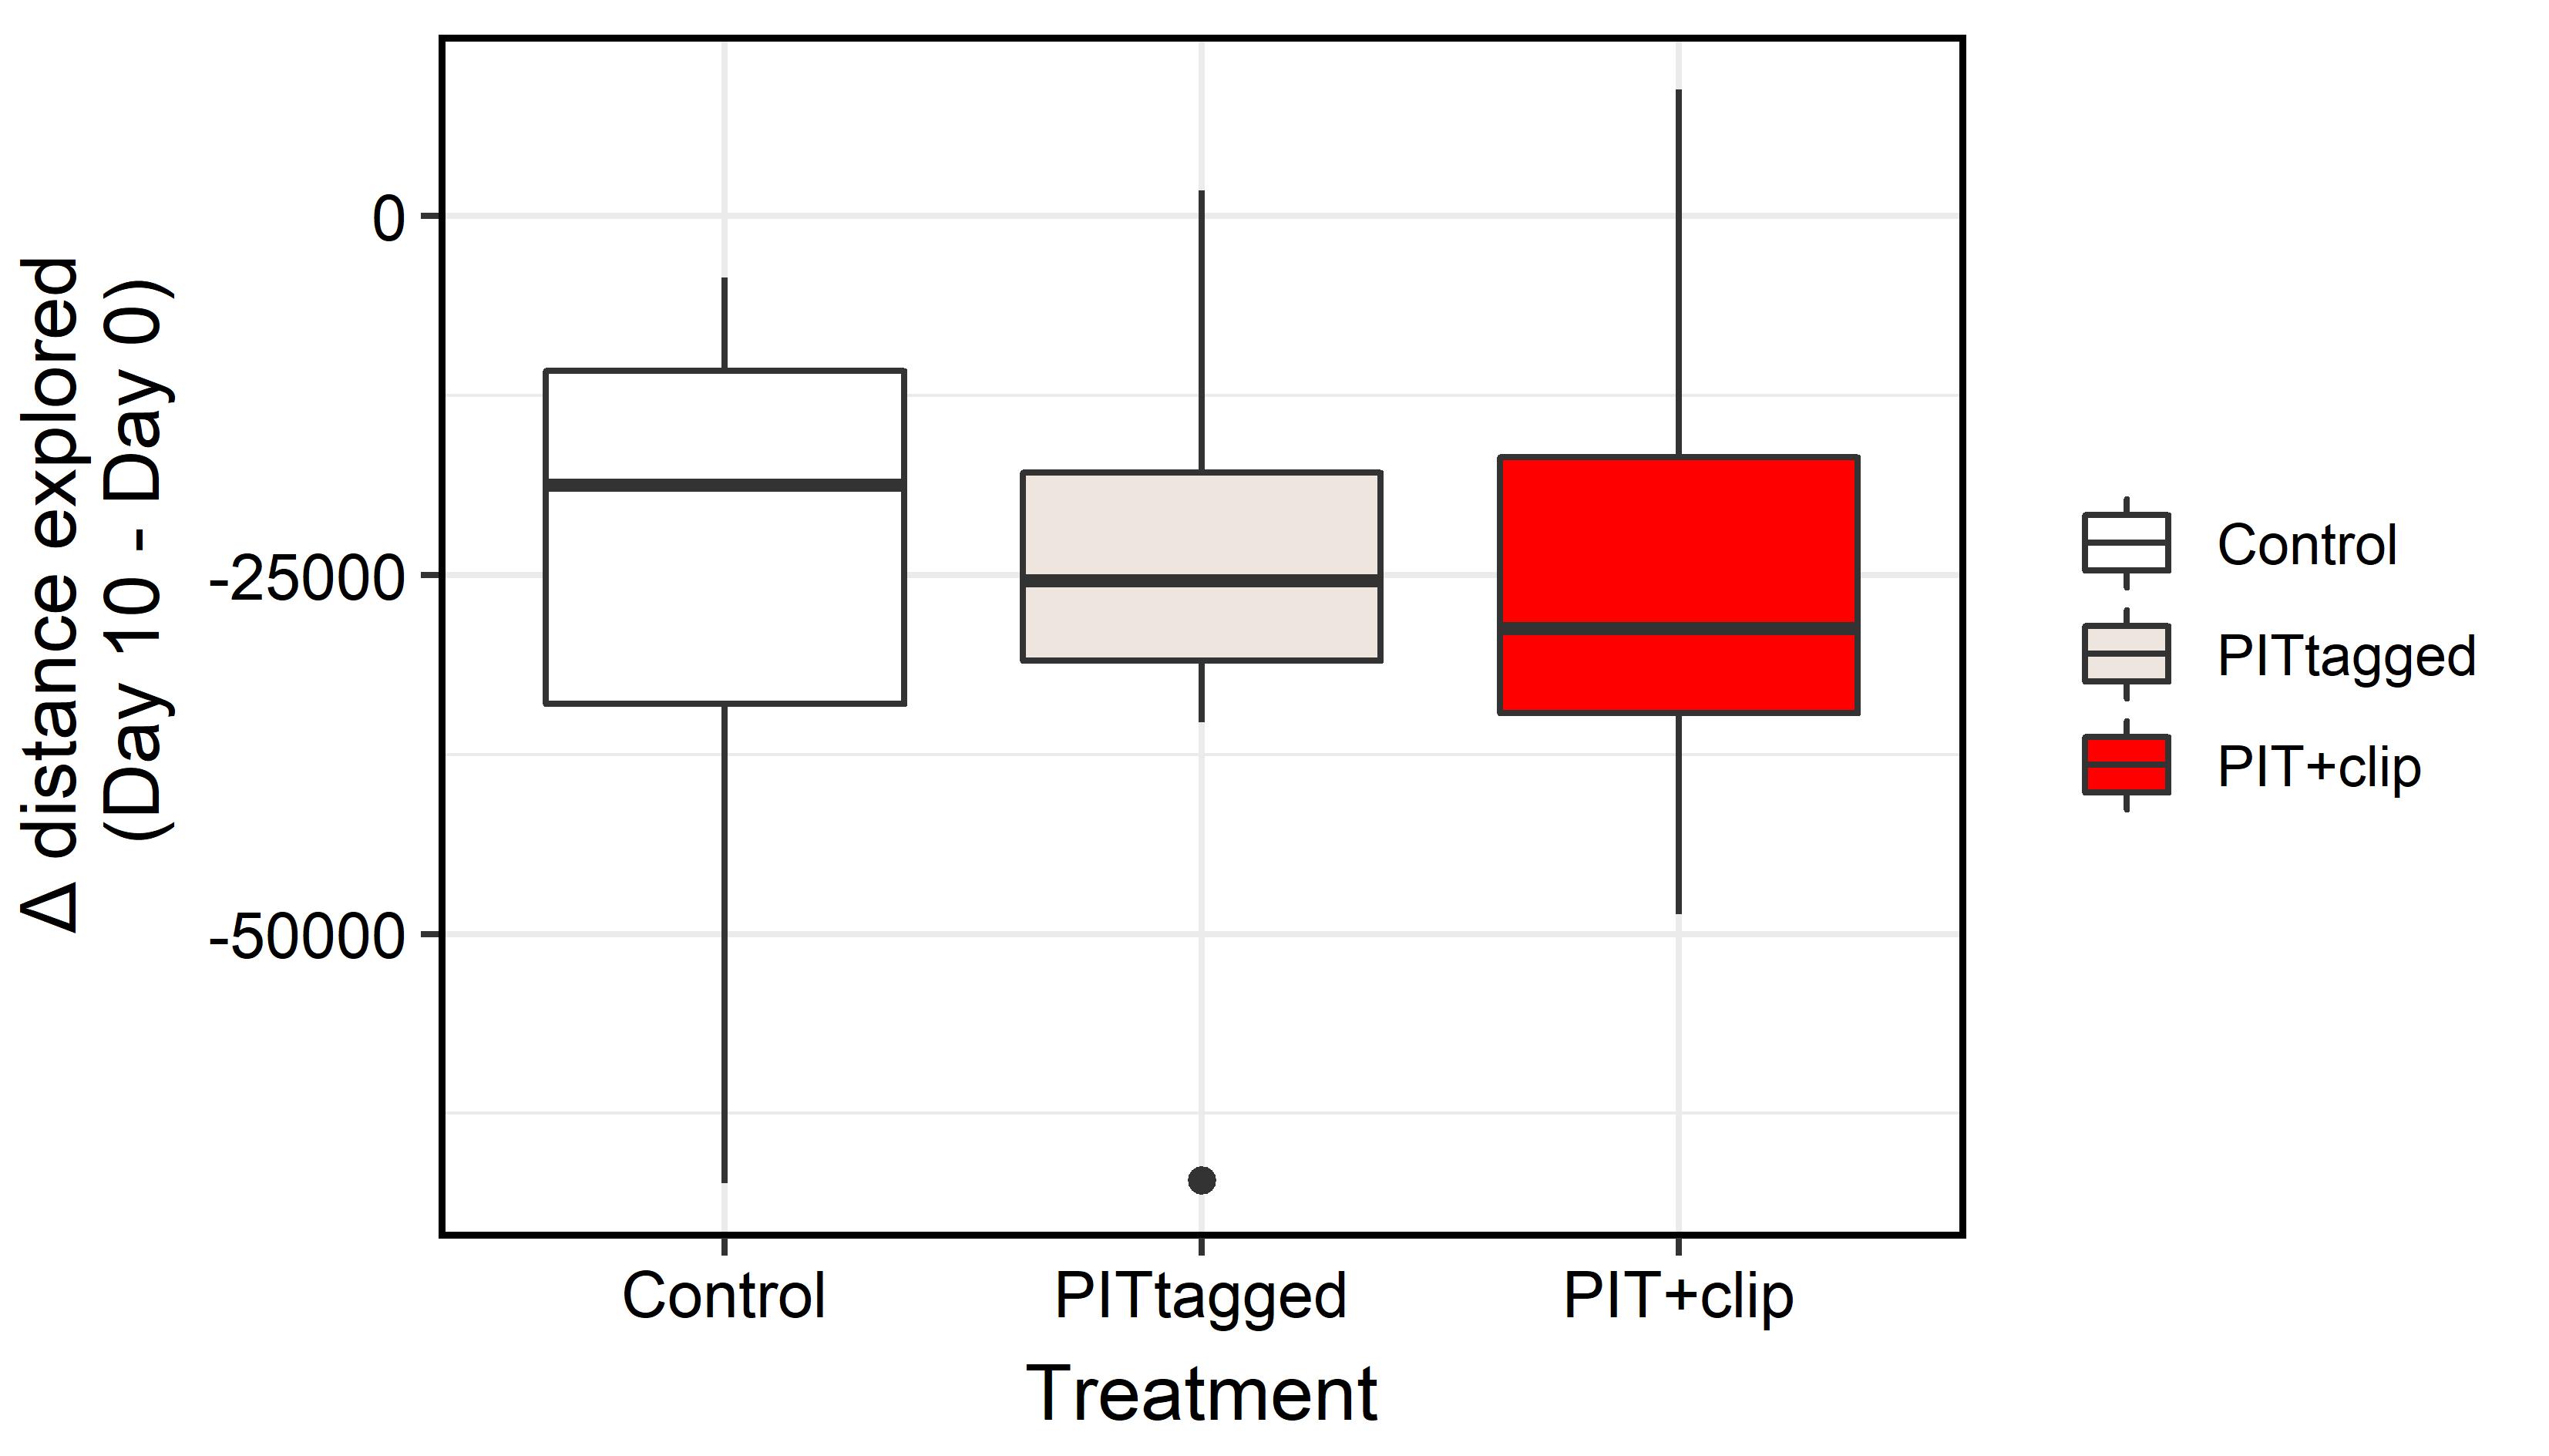 Δ distance explored
(Day 10 - Day 0)
0
-25000
-50000
Control
PITtagged
PIT+clip
Treatment
Control
PITtagged
PIT+clip